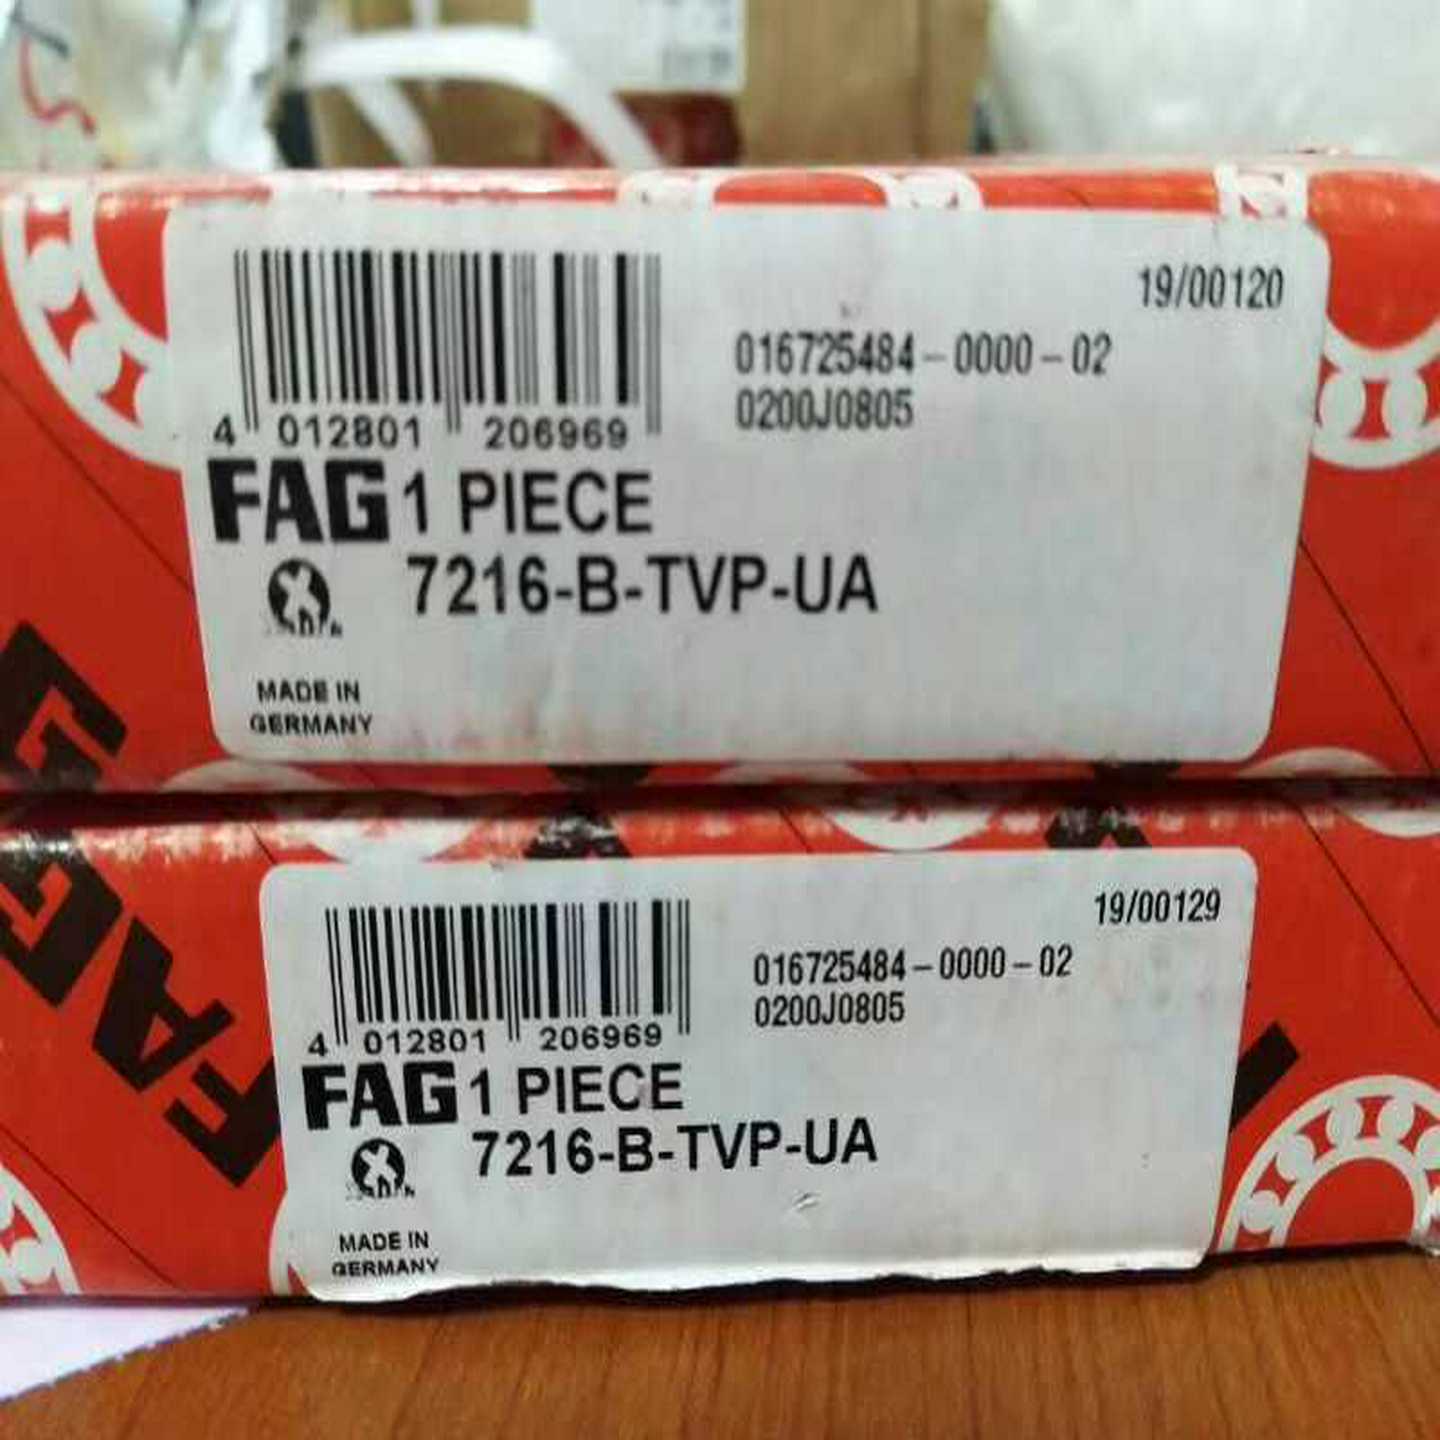 19/00120
016725484-0000-02
0200J0805
4 012801 206969
FAG 1 PIECE
7216-B-TVP-UA
MADE IN
GERMANY
FAG
19/00129
016725484-0000-02
0200J0805
4 012801 206969
FAG 1 PIECE
7216-B-TVP-UA
MADE IN
GERMANY